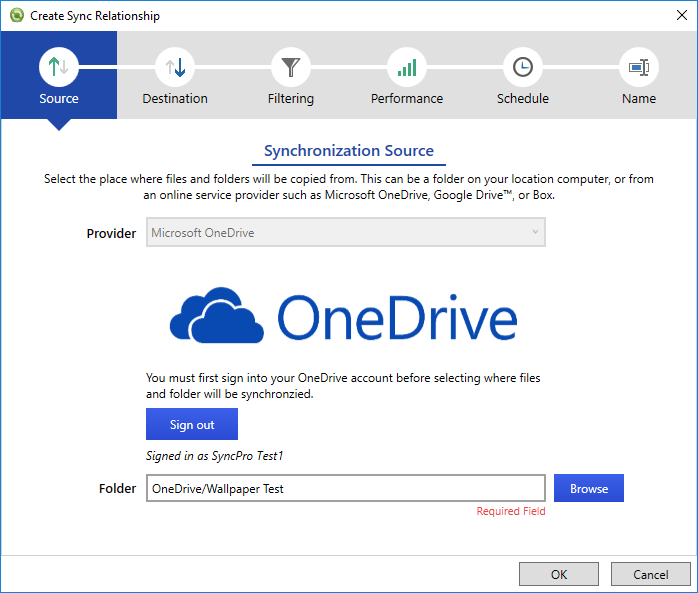 Create Sync Relationship
Source
Destination
Filtering
Performance
Schedule
Name
Synchronization Source
Select the place where files and folders will be copied from. This can be a folder on your location computer, or from
an online service provider such as Microsoft OneDrive, Google Drive™, or Box.
Provider
Microsoft OneDrive
OneDrive
You must first sign into your OneDrive account before selecting where files
and folder will be synchronzied.
Sign out
Signed in as SyncPro Test1
Folder
OneDrive/Wallpaper Test
Browse
Required Field
OK
Cancel